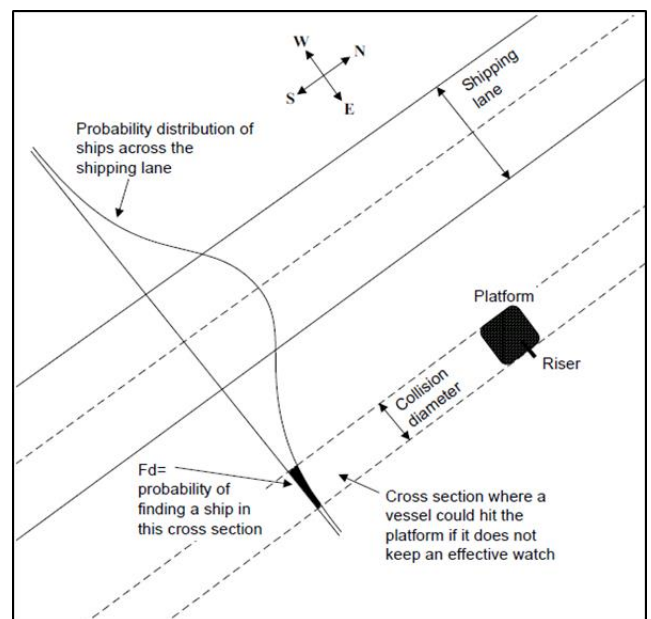 W
N
S
E
Shipping
lane
Probability distribution of
ships across the
shipping lane
Platform
Riser
Collision
diameter
Fd=
probability of
finding a ship in
this cross section
Cross section where a
vessel could hit the
platform if it does not
keep an effective watch